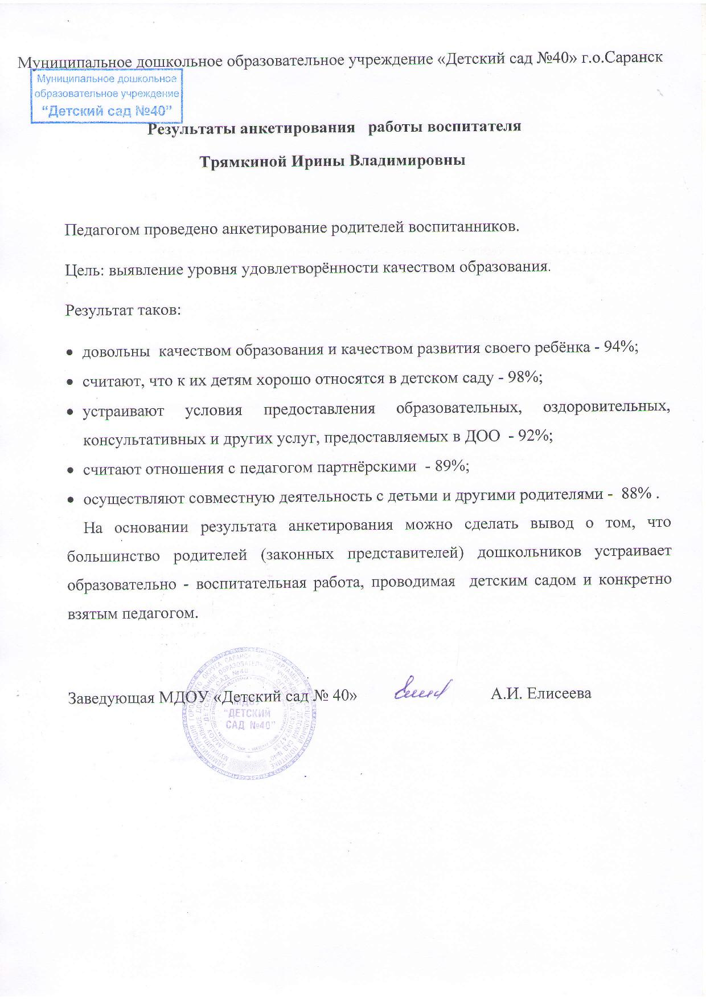 Муниципальное дошкольное образовательное учреждение «Детский сад №40» г.о.Саранск
Муниципальное дошкольное
образовательное учреждение
“Детский сад №40”
Результаты анкетирования работы воспитателя
Трямкиной Ирины Владимировны
Педагогом проведено анкетирование родителей воспитанников.
Цель: выявление уровня удовлетворённости качеством образования.
Результат таков:
• довольны качеством образования и качеством развития своего ребёнка - 94%;
• считают, что к их детям хорошо относятся в детском саду - 98%;
• устраивают условия предоставления образовательных, оздоровительных,
консультативных и других услуг, предоставляемых в ДОО - 92%;
• считают отношения с педагогом партнёрскими - 89%;
• осуществляют совместную деятельность с детьми и другими родителями - 88% .
На основании результата анкетирования можно сделать вывод о том, что
большинство родителей (законных представителей) дошкольников устраивает
образовательно - воспитательная работа, проводимая детским садом и конкретно
взятым педагогом.
Заведующая МДОУ «Детский сад № 40» А.И. Елисеева
МДОУ
“ДЕТСКИЙ
САД №40”